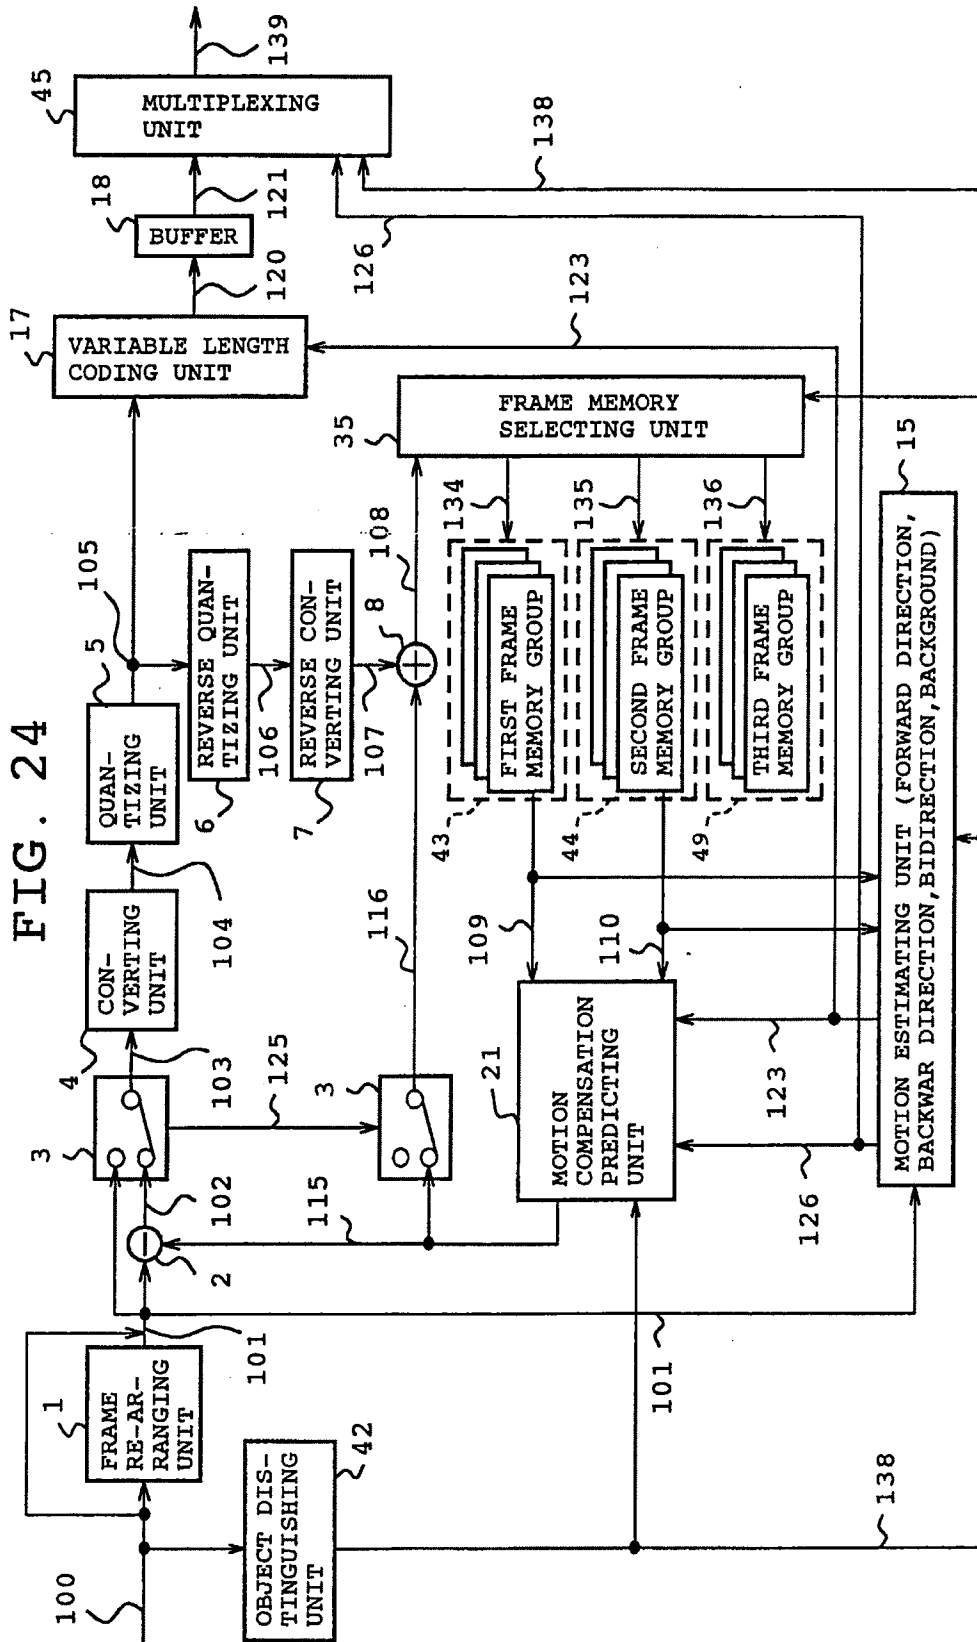 FIG. 24
100
1
FRAME
RE-AR-
RANGING
UNIT
101
2
102
3
103
4
CON-
VERTING
UNIT
104
5
QUAN-
TIZING
UNIT
105
17
VARIABLE LENGTH
CODING UNIT
120
18
BUFFER
121
45
MULTIPLEXING
UNIT
139
125
6
REVERSE QUAN-
TIZING UNIT
106
7
REVERSE CON-
VERTING UNIT
107
8
108
3
115
116
35
FRAME MEMORY
SELECTING UNIT
123
126
138
42
OBJECT DIS-
TINGUISHING
UNIT
21
MOTION
COMPENSATION
PREDICTING
UNIT
109
110
43
FIRST FRAME
MEMORY GROUP
134
44
SECOND FRAME
MEMORY GROUP
135
49
THIRD FRAME
MEMORY GROUP
136
101
126
123
15
MOTION ESTIMATING UNIT (FORWARD DIRECTION,
BACKWAR DIRECTION,BIDIRECTION,BACKGROUND)
138